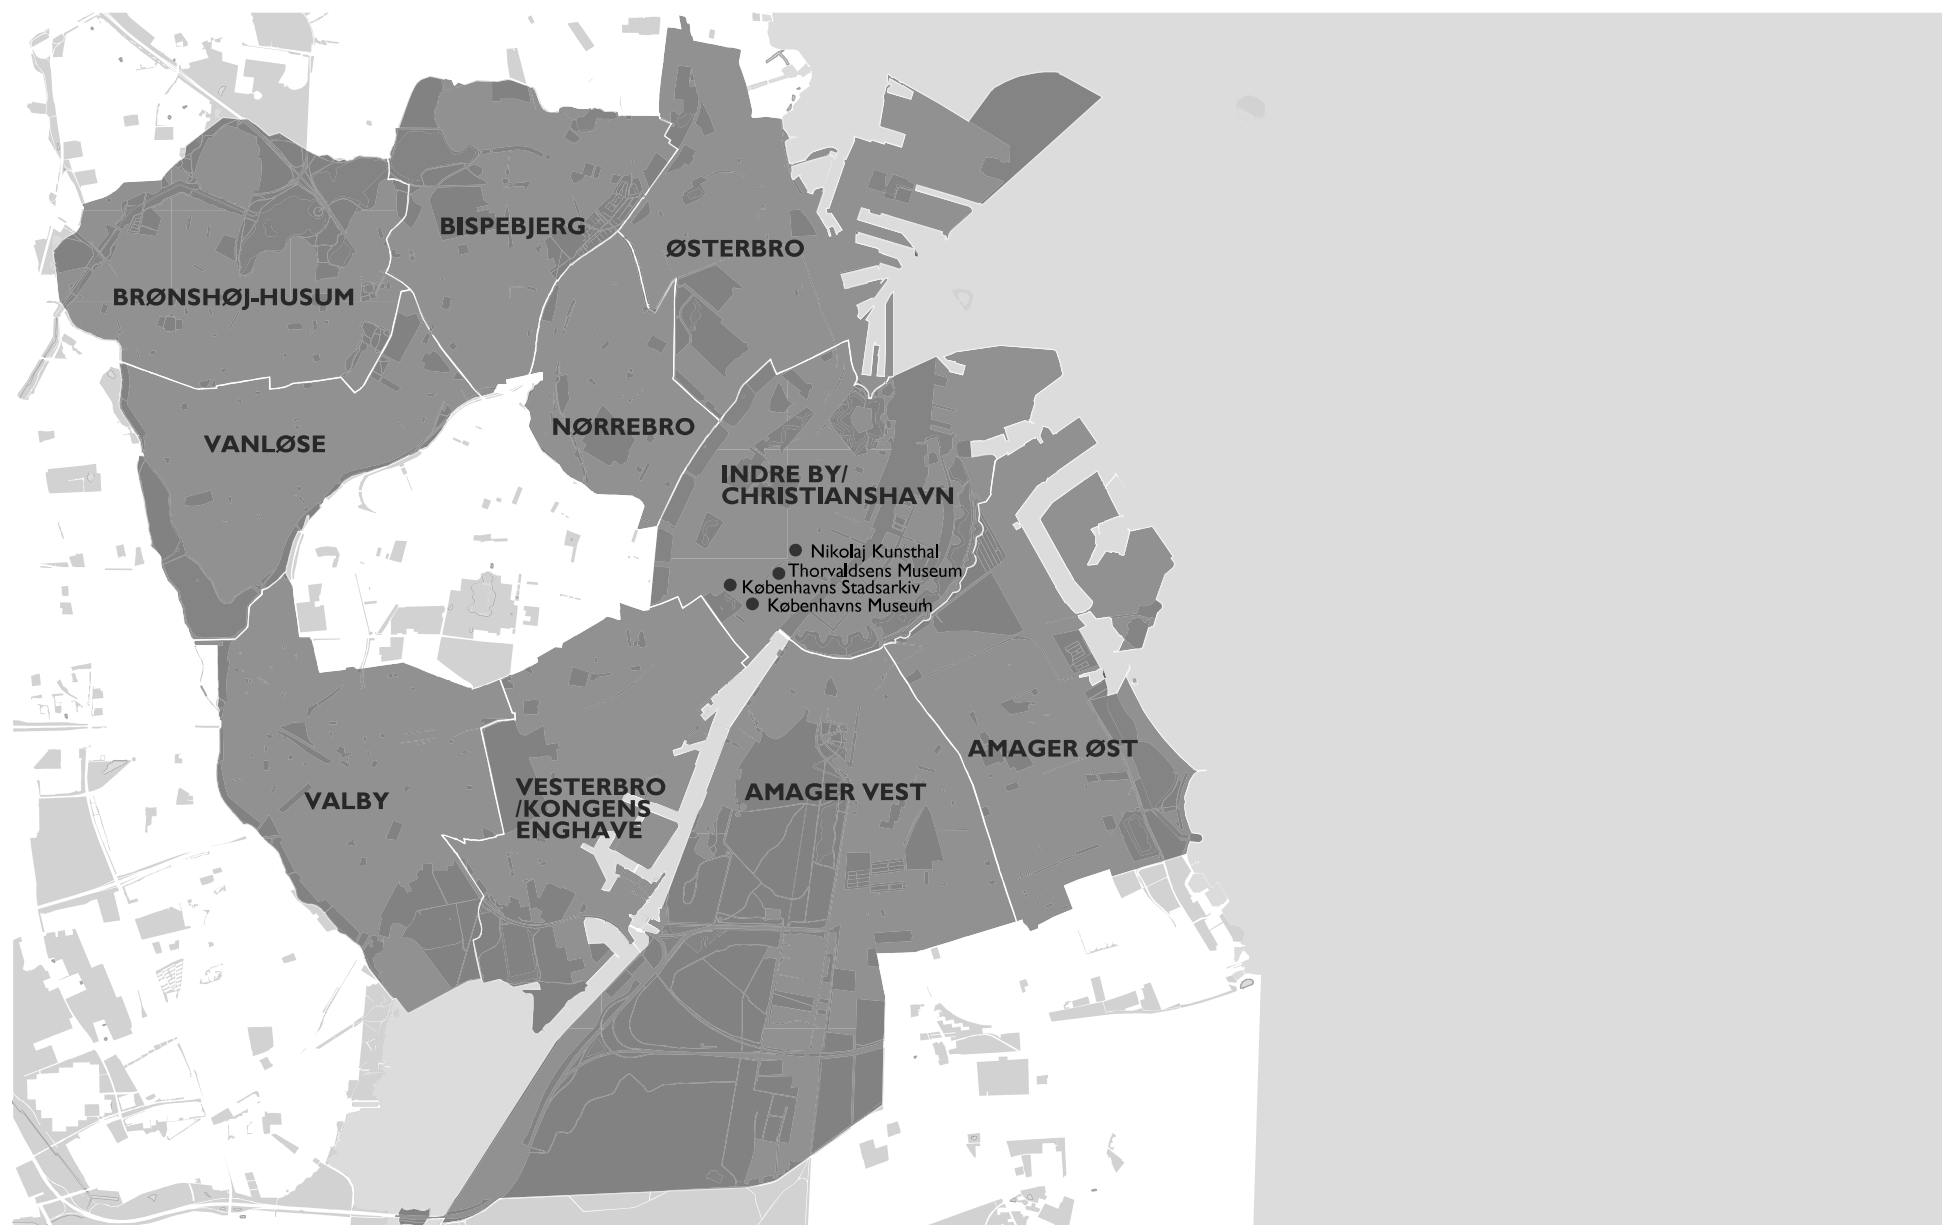 BISPEBJERG
ØSTERBRO
BRØNSHØJ-HUSUM
NØRREBRO
VANLØSE
INDRE BY/
CHRISTIANSHAVN
Nikolaj Kunsthal
Thorvaldsens Museum
Københavns Stadsarkiv
Københavns Museum
AMAGER ØST
VESTERBRO
/KONGENS
ENGHAVE
AMAGER VEST
VALBY